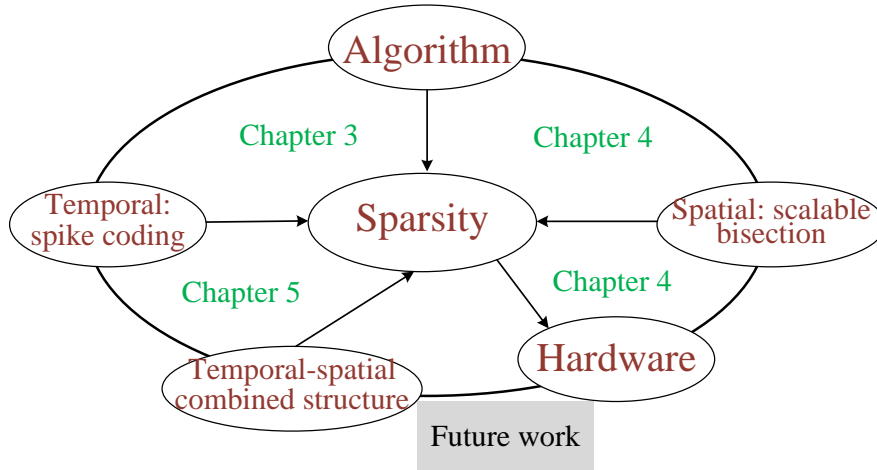 Algorithm
Chapter 3
Chapter 4
Temporal:
spike coding
Sparsity
Spatial: scalable
bisection
Chapter 5
Chapter 4
Temporal-spatial
combined structure
Hardware
Future work